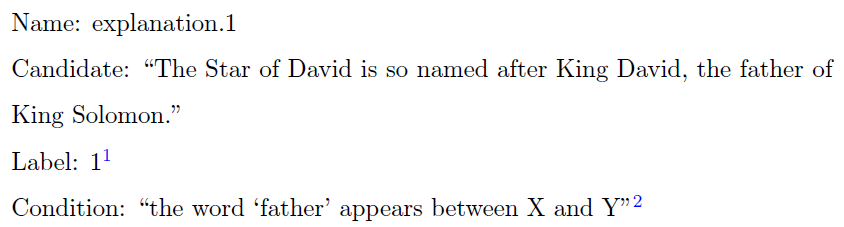 Name: explanation.1
Candidate: “The Star of David is so named after King David, the father of
King Solomon.”
Label: 1¹
Condition: “the word ‘father’ appears between X and Y”²